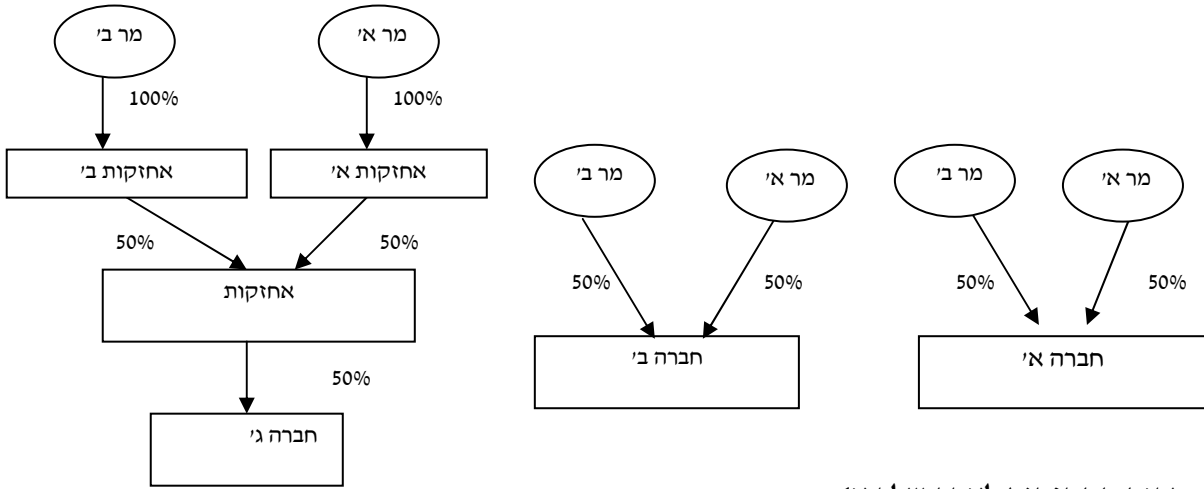 מר א׳
מר ב׳
100%
100%
אחזקות א׳
אחזקות ב׳
50%
50%
אחזקות
50%
חברה ג׳
מר א׳
מר ב׳
50%
50%
חברה ב׳
מר א׳
מר ב׳
50%
50%
חברה א׳